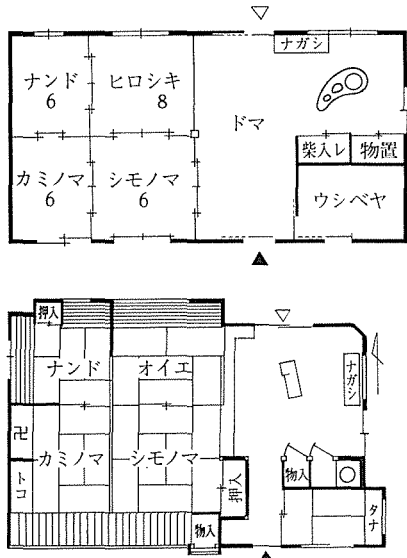 ナガシ
ナンド
6
ヒロシキ
8
ドマ
柴入レ
物置
カミノマ
6
シモノマ
6
ウシベヤ
押入
ナンド
オイエ
ナガシ
卍
カミノマ
シモノマ
トコ
押入
物入
物入
タナ